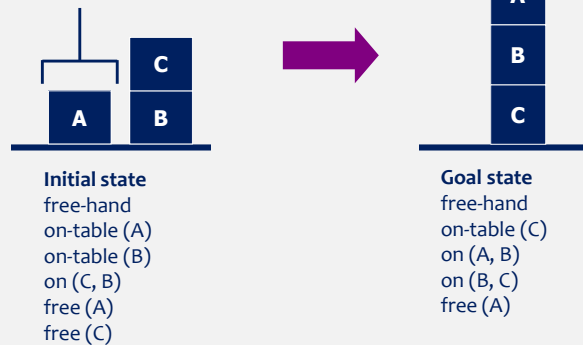 A
C
B
C
A
B
Initial state
free-hand
on-table (A)
on-table (B)
on (C, B)
free (A)
free (C)
Goal state
free-hand
on-table (C)
on (A, B)
on (B, C)
free (A)